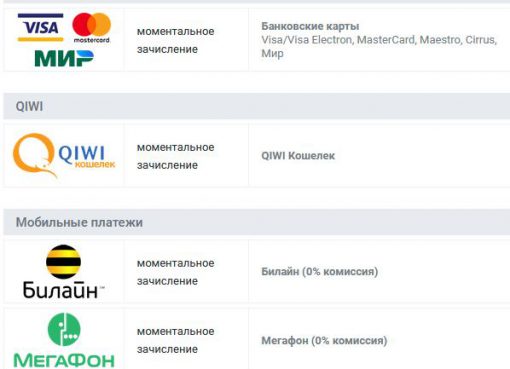 VISA
mastercard
МИР
моментальное
зачисление
Банковские карты
Visa/Visa Electron, MasterCard, Maestro, Cirrus,
Мир
QIWI
QIWI
кошелек
моментальное
зачисление
QIWI Кошелек
Мобильные платежи
Билайн™
моментальное
зачисление
Билайн (0% комиссия)
МЕГАФОН
моментальное
зачисление
Мегафон (0% комиссия)